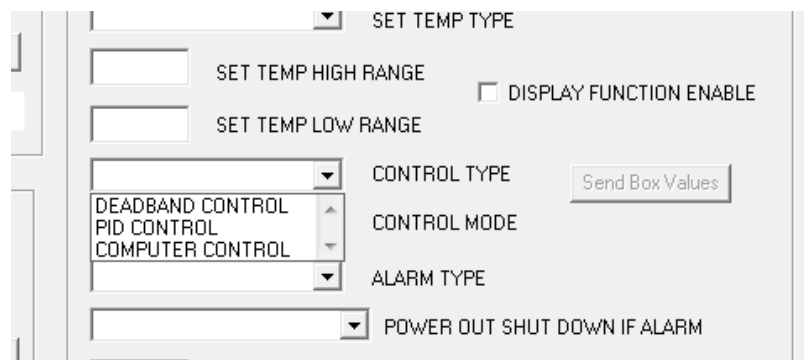 SET TEMP TYPE
SET TEMP HIGH RANGE
DISPLAY FUNCTION ENABLE
SET TEMP LOW RANGE
CONTROL TYPE
Send Box Values
DEADBAND CONTROL
PID CONTROL
COMPUTER CONTROL
CONTROL MODE
ALARM TYPE
POWER OUT SHUT DOWN IF ALARM